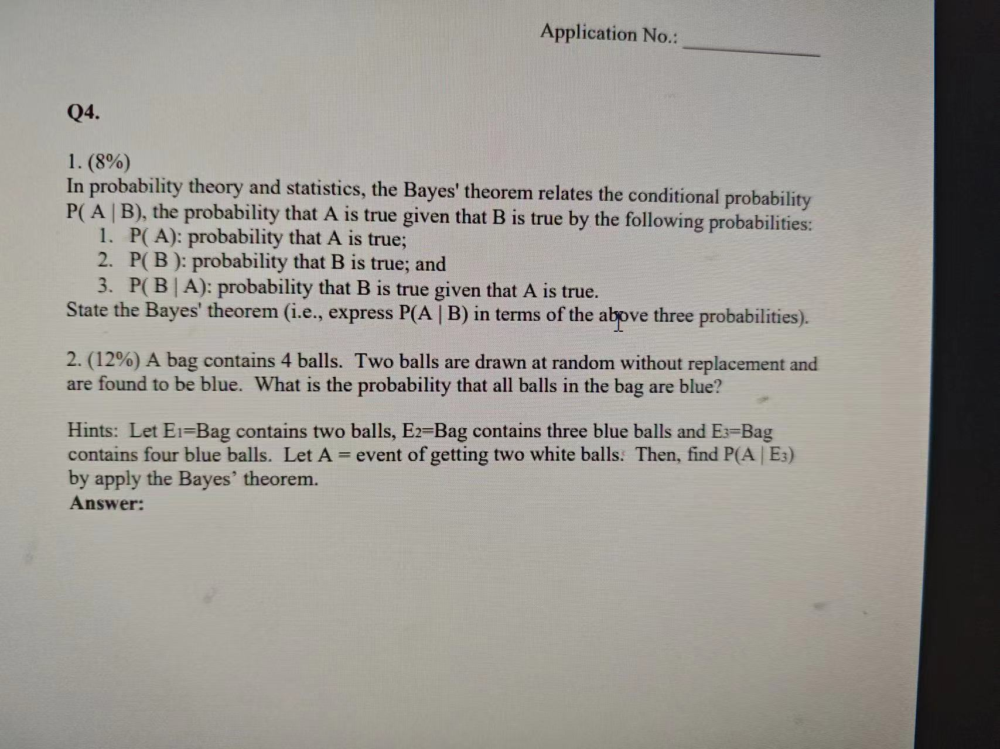 Application No.: ____________
Q4.
1. (8%)
In probability theory and statistics, the Bayes' theorem relates the conditional probability
P( A | B), the probability that A is true given that B is true by the following probabilities:
1. P( A): probability that A is true;
2. P( B ): probability that B is true; and
3. P( B | A): probability that B is true given that A is true.
State the Bayes' theorem (i.e., express P(A | B) in terms of the above three probabilities).
2. (12%) A bag contains 4 balls. Two balls are drawn at random without replacement and
are found to be blue. What is the probability that all balls in the bag are blue?
Hints: Let E1=Bag contains two balls, E2=Bag contains three blue balls and E3=Bag
contains four blue balls. Let A = event of getting two white balls. Then, find P(A | E3)
by apply the Bayes’ theorem.
Answer: